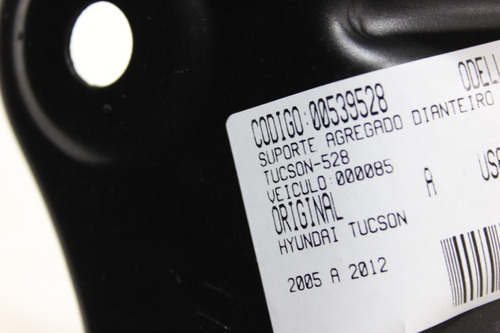 CODIGO:00539528
SUPORTE AGREGADO DIANTEIRO
TUCSON-528
VEICULO:000085
ORIGINAL A
HYUNDAI TUCSON
2005 A 2012